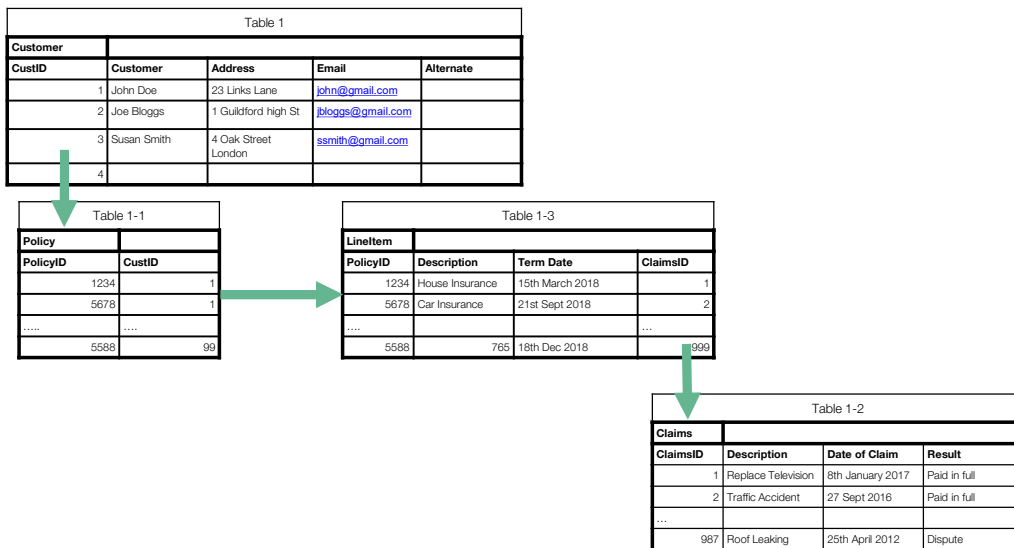 Table 1
Customer
CustID Customer Address Email Alternate
1 John Doe 23 Links Lane john@gmail.com
2 Joe Bloggs 1 Guildford high St jbloggs@gmail.com
3 Susan Smith 4 Oak Street London ssmith@gmail.com
4
Table 1-1
Policy
PolicyID CustID
1234 1
5678 1
..... ....
5588 99
Table 1-3
LineItem
PolicyID Description Term Date ClaimsID
1234 House Insurance 15th March 2018 1
5678 Car Insurance 21st Sept 2018 2
.... ...
5588 765 18th Dec 2018 999
Table 1-2
Claims
ClaimsID Description Date of Claim Result
1 Replace Television 8th January 2017 Paid in full
2 Traffic Accident 27 Sept 2016 Paid in full
...
987 Roof Leaking 25th April 2012 Dispute